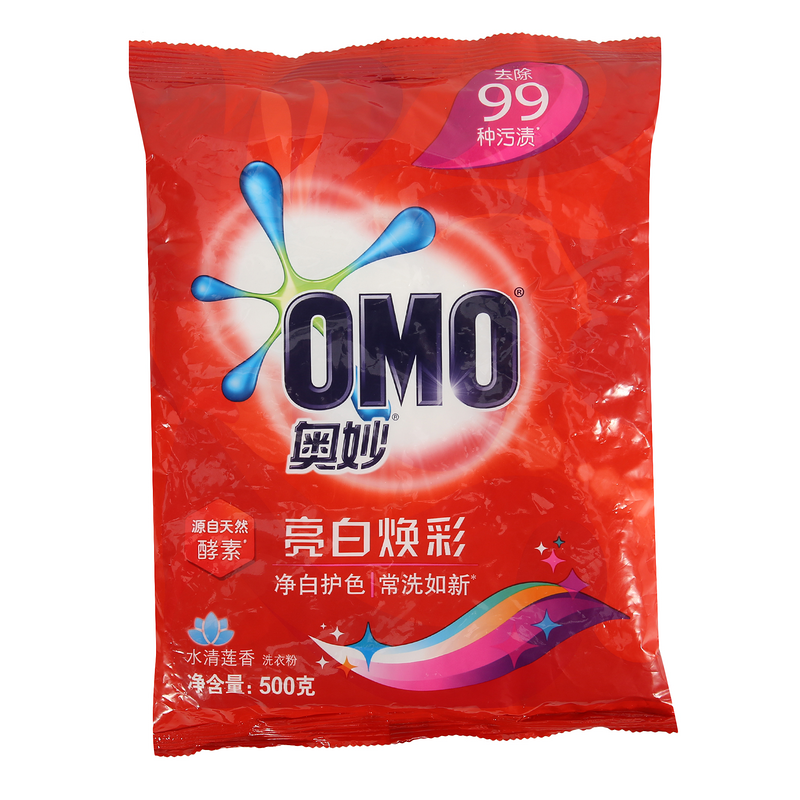 去除
99
种污渍*
OMO®
奥妙®
源自天然
酵素*
亮白焕彩
净白护色|常洗如新*
水清莲香 洗衣粉
净含量：500克